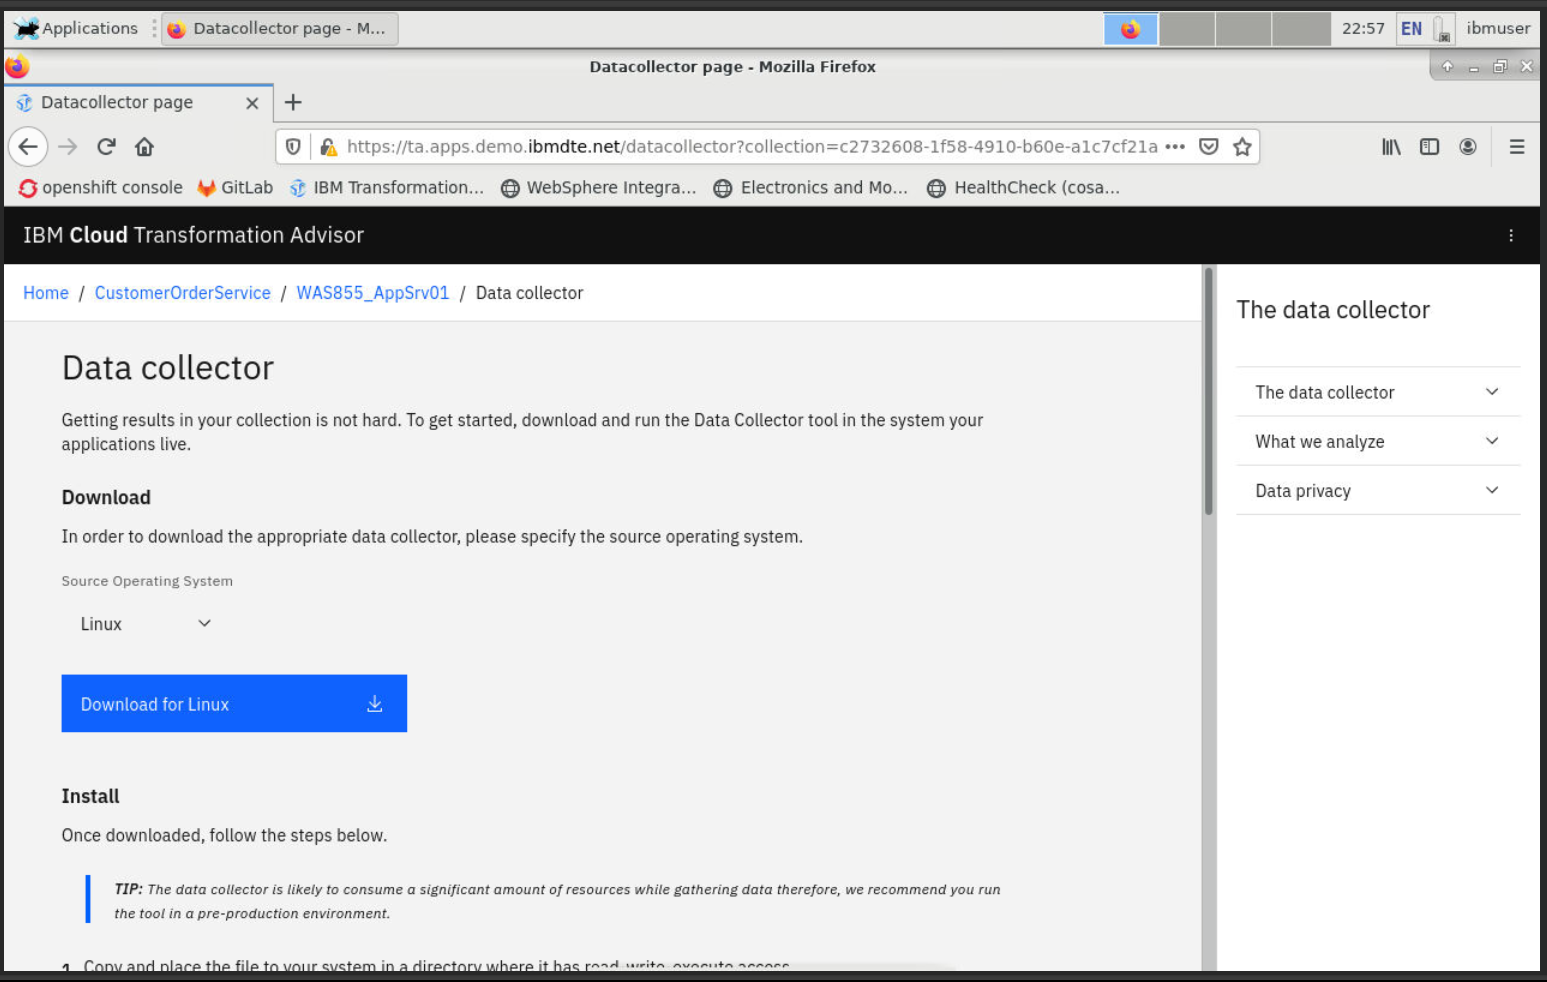 Applications
Datacollector page - M...
22:57
EN
ibmuser
Datacollector page - Mozilla Firefox
Datacollector page
https://ta.apps.demo.ibmdte.net/datacollector?collection=c2732608-1f58-4910-b60e-a1c7cf21a
openshift console
GitLab
IBM Transformation...
WebSphere Integra...
Electronics and Mo...
HealthCheck (cosa...
IBM Cloud Transformation Advisor
Home / CustomerOrderService / WAS855_AppSrv01 / Data collector
Data collector
Getting results in your collection is not hard. To get started, download and run the Data Collector tool in the system your
applications live.
Download
In order to download the appropriate data collector, please specify the source operating system.
Source Operating System
Linux
Download for Linux
Install
Once downloaded, follow the steps below.
TIP: The data collector is likely to consume a significant amount of resources while gathering data therefore, we recommend you run
the tool in a pre-production environment.
1. Copy and place the file to your system in a directory where it has read-write-execute access.
The data collector
The data collector
What we analyze
Data privacy